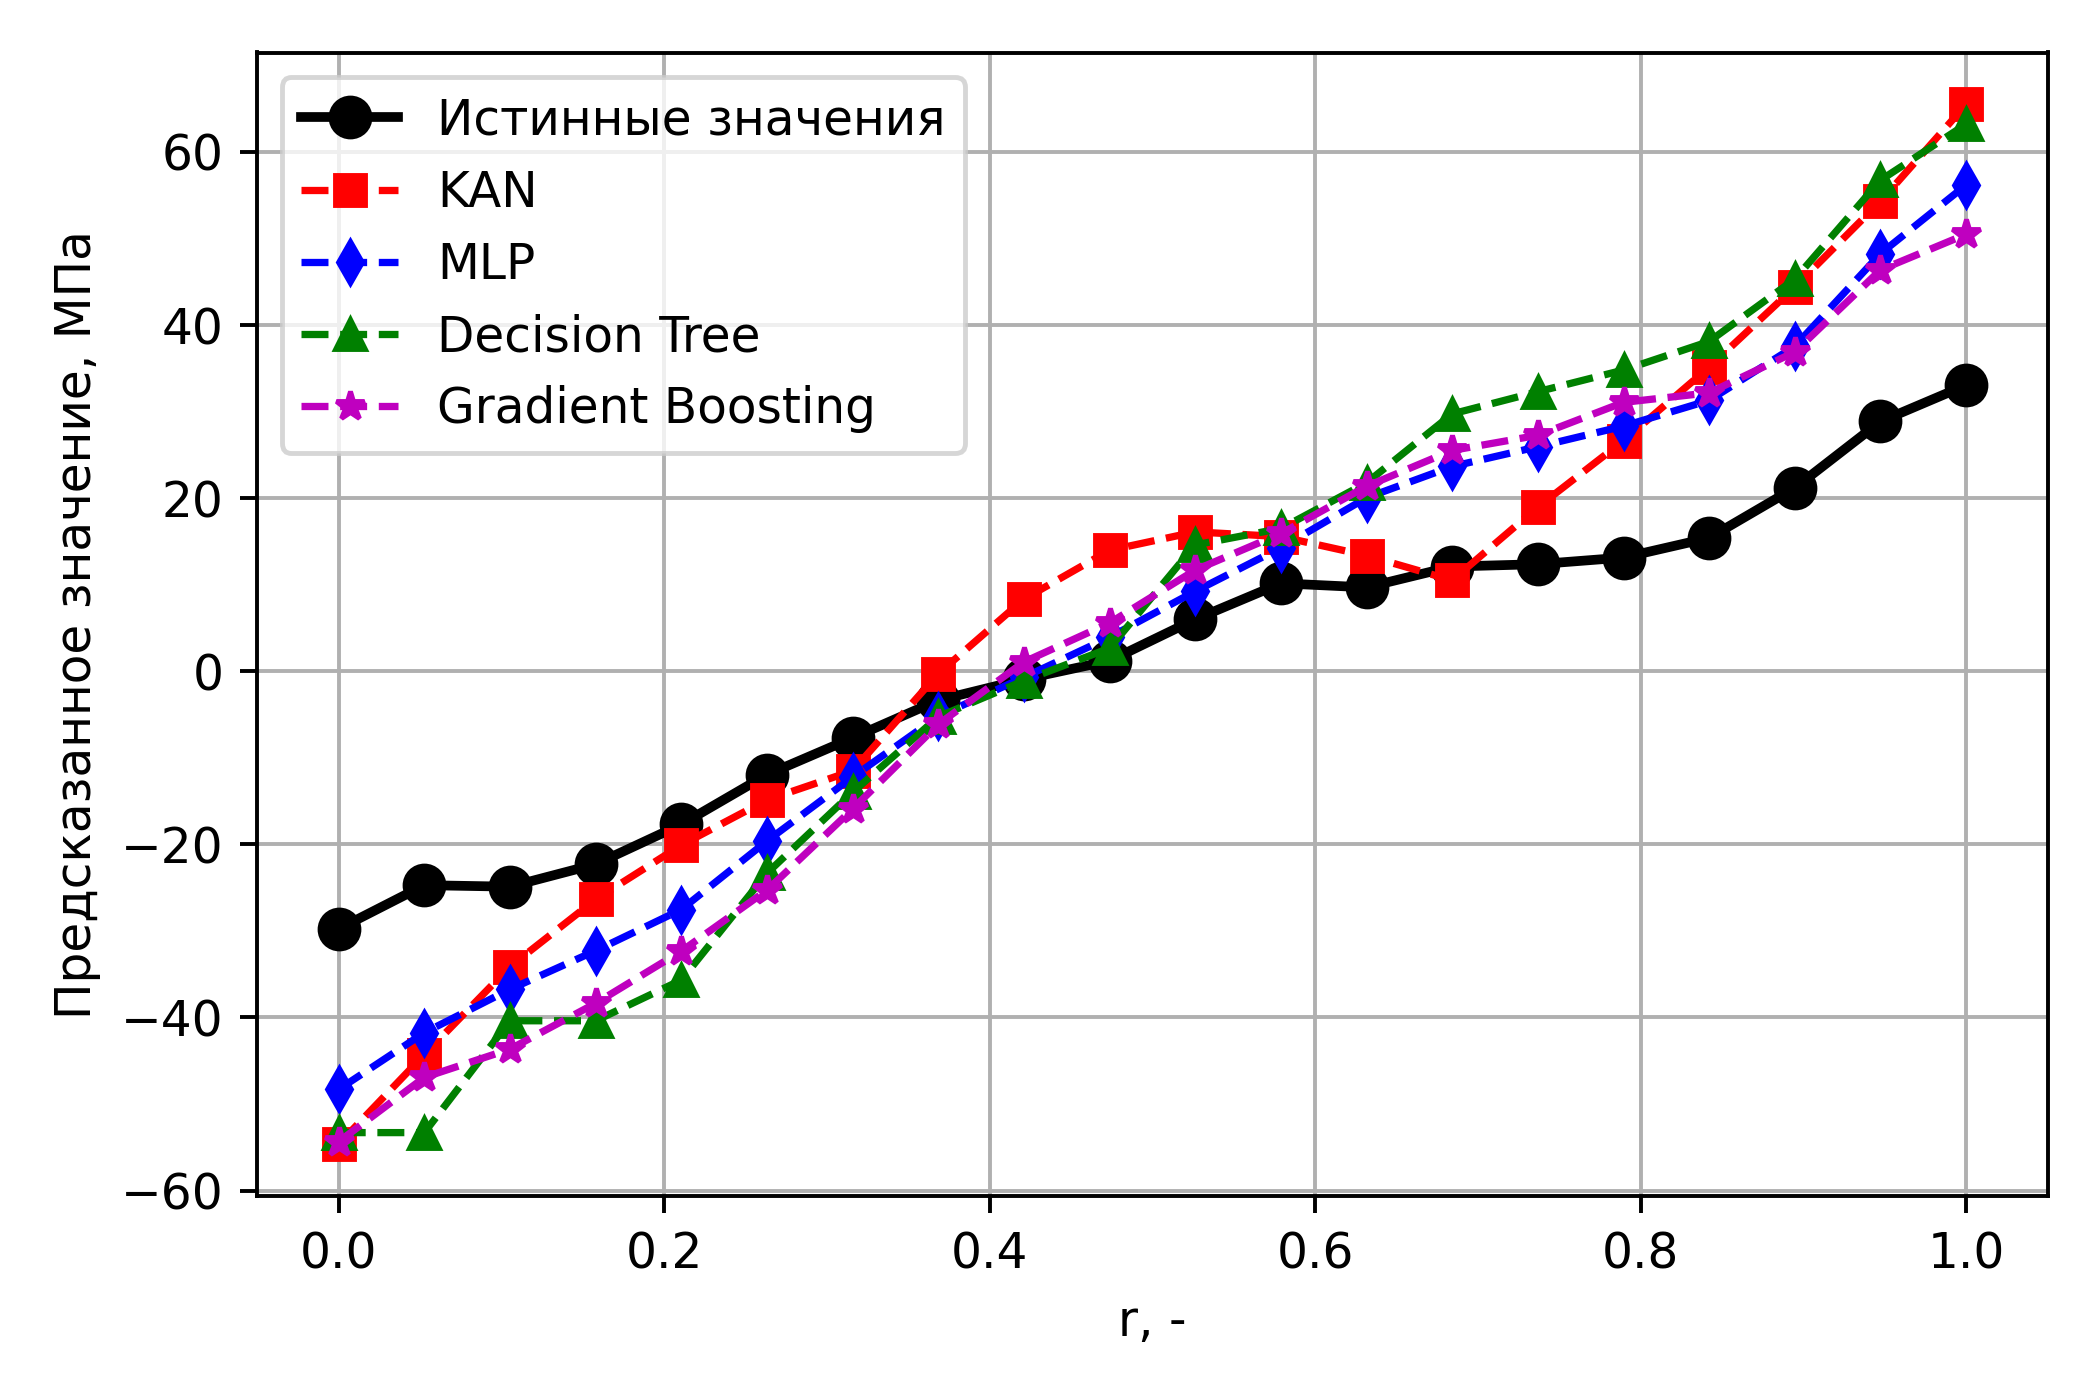 Истинные значения
KAN
MLP
Decision Tree
Gradient Boosting
Предсказанное значение, МПа
60
40
20
0
−20
−40
−60
0.0 0.2 0.4 0.6 0.8 1.0
r, -